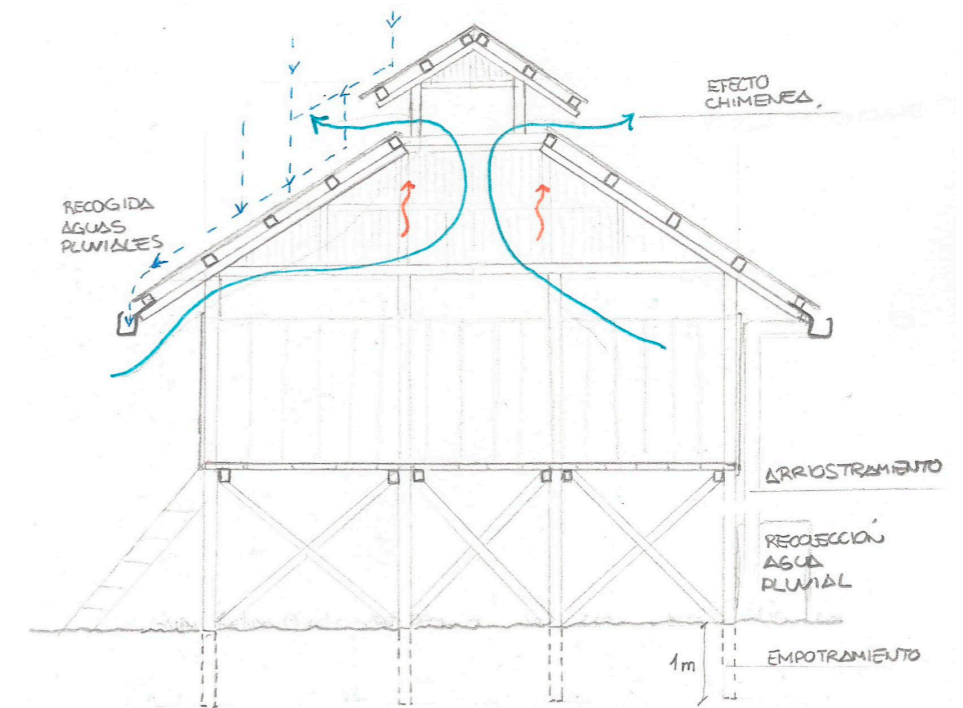 EFECTO
CHIMENEA.
RECOGIDA
AGUAS
PLUVIALES
ARRIOSTRAMIENTO
RECOLECCIÓN
AGUA
PLUVIAL
1m
EMPOTRAMIENTO